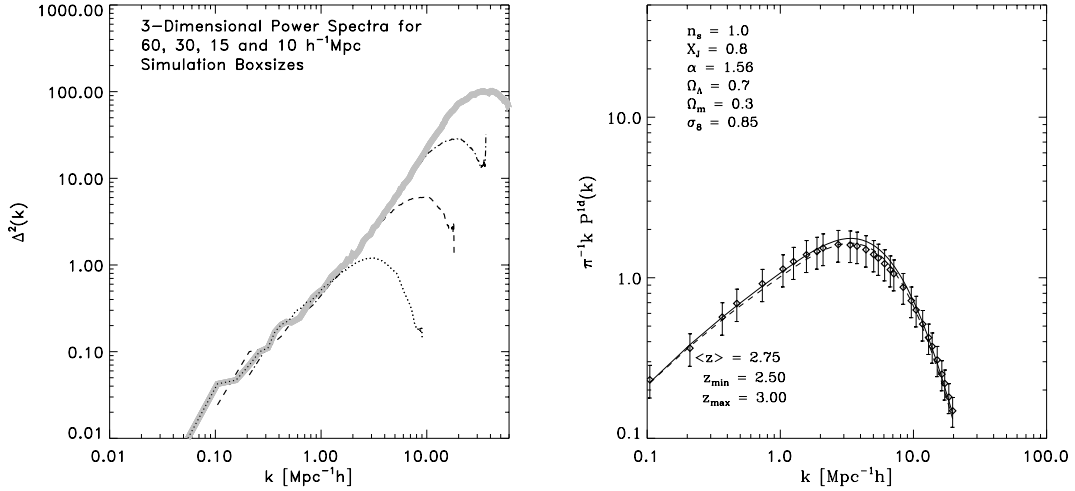 3-Dimensional Power Spectra for
60, 30, 15 and 10 h⁻¹Mpc
Simulation Boxsizes
1000.00
100.00
10.00
1.00
0.10
0.01
Δ²(k)
0.01 0.10 1.00 10.00
k [Mpc⁻¹h]
n_s = 1.0
X_J = 0.8
α = 1.56
Ω_Λ = 0.7
Ω_m = 0.3
σ_8 = 0.85
10.0
1.0
0.1
π⁻¹k P¹ᵈ(k)
<z> = 2.75
z_min = 2.50
z_max = 3.00
0.1 1.0 10.0 100.0
k [Mpc⁻¹h]